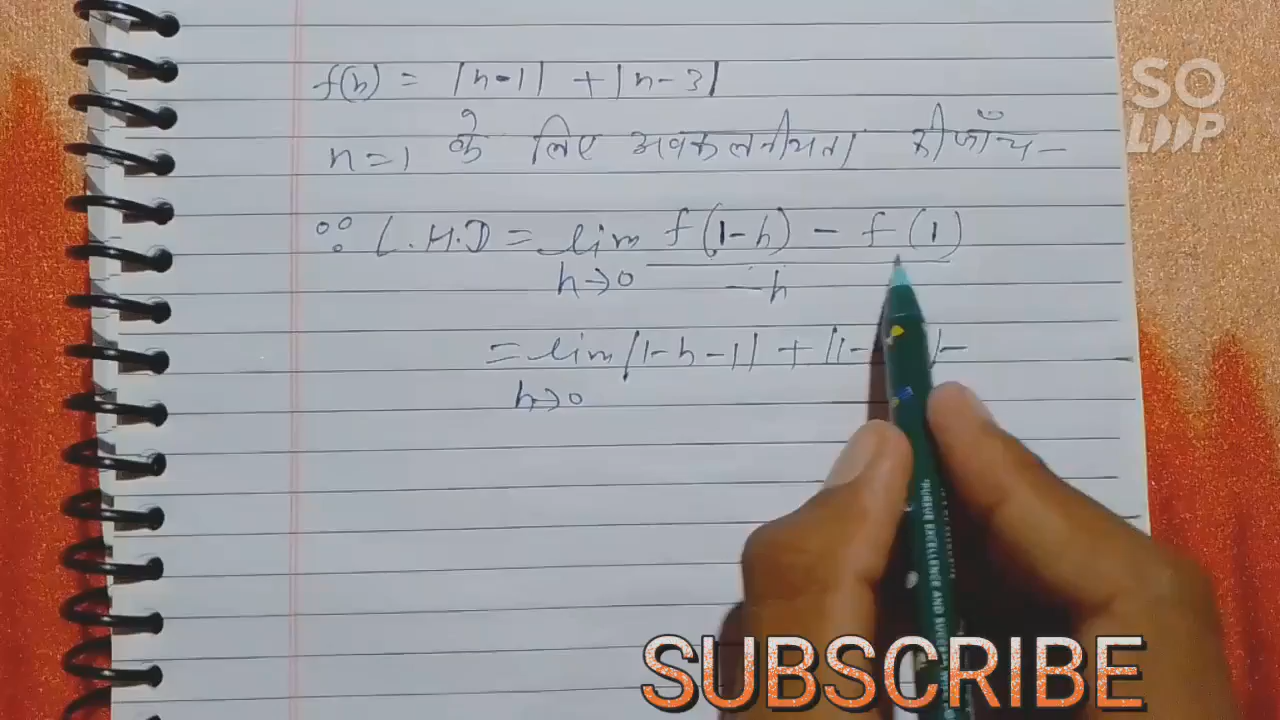 f(x) = |x-1| + |x-3|
x=1 के लिए अवकलनीयता की जाँच -
∵ L.H.D = lim f(1-h) - f(1)
h→0 -h
= lim |1-h-1| + |1- |-
h→0
SO
LOOP
SUBSCRIBE